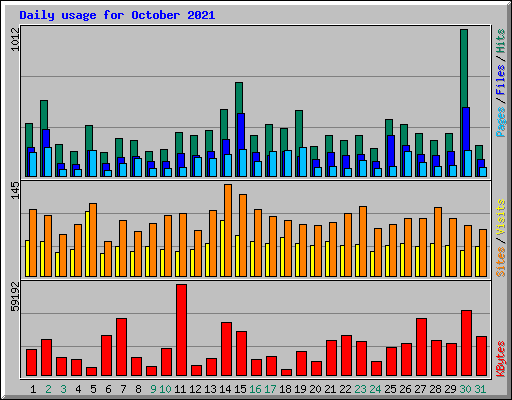 Daily usage for October 2021
1012
Pages / Files / Hits
145
Sites / Visits
59192
KBytes
1 2 3 4 5 6 7 8 9 10 11 12 13 14 15 16 17 18 19 20 21 22 23 24 25 26 27 28 29 30 31